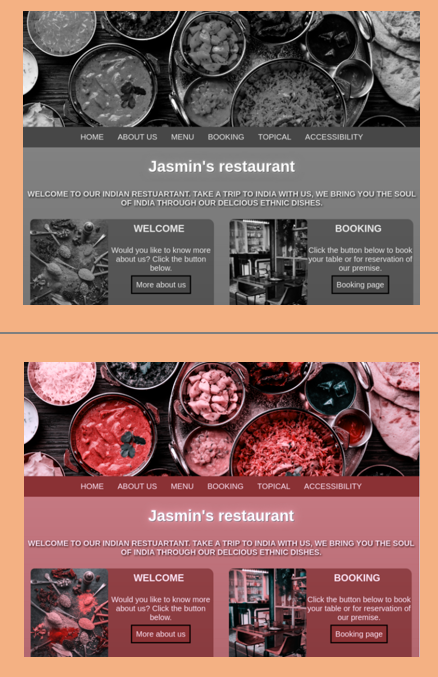 HOME ABOUT US MENU BOOKING TOPICAL ACCESSIBILITY
Jasmin's restaurant
WELCOME TO OUR INDIAN RESTUARTANT. TAKE A TRIP TO INDIA WITH US, WE BRING YOU THE SOUL
OF INDIA THROUGH OUR DELCIOUS ETHNIC DISHES.
WELCOME
Would you like to know more
about us? Click the button
below.
More about us
BOOKING
Click the button below to book
your table or for reservation of
our premise.
Booking page
HOME ABOUT US MENU BOOKING TOPICAL ACCESSIBILITY
Jasmin's restaurant
WELCOME TO OUR INDIAN RESTUARTANT. TAKE A TRIP TO INDIA WITH US, WE BRING YOU THE SOUL
OF INDIA THROUGH OUR DELCIOUS ETHNIC DISHES.
WELCOME
Would you like to know more
about us? Click the button
below.
More about us
BOOKING
Click the button below to book
your table or for reservation of
our premise.
Booking page